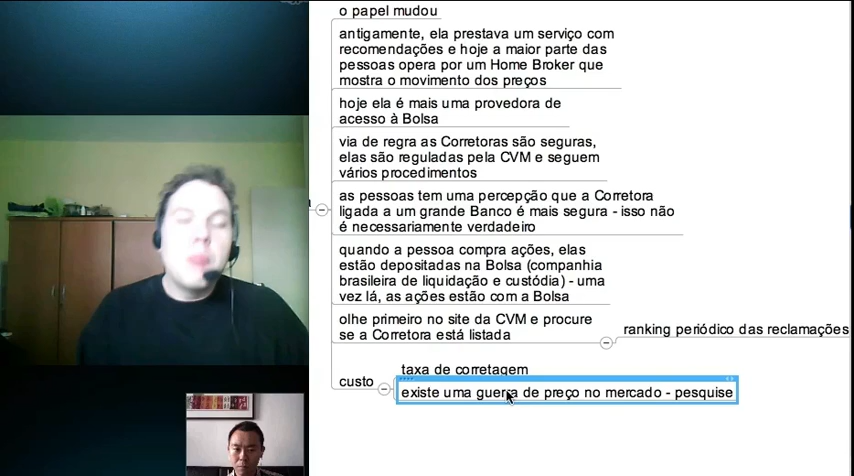 o papel mudou
antigamente, ela prestava um serviço com
recomendações e hoje a maior parte das
pessoas opera por um Home Broker que
mostra o movimento dos preços
hoje ela é mais uma provedora de
acesso à Bolsa
via de regra as Corretoras são seguras,
elas são reguladas pela CVM e seguem
vários procedimentos
as pessoas tem uma percepção que a Corretora
ligada a um grande Banco é mais segura - isso não
é necessariamente verdadeiro
quando a pessoa compra ações, elas
estão depositadas na Bolsa (companhia
brasileira de liquidação e custódia) - uma
vez lá, as ações estão com a Bolsa
olhe primeiro no site da CVM e procure
se a Corretora está listada
ranking periódico das reclamações
custo
taxa de corretagem
existe uma guerra de preço no mercado - pesquise